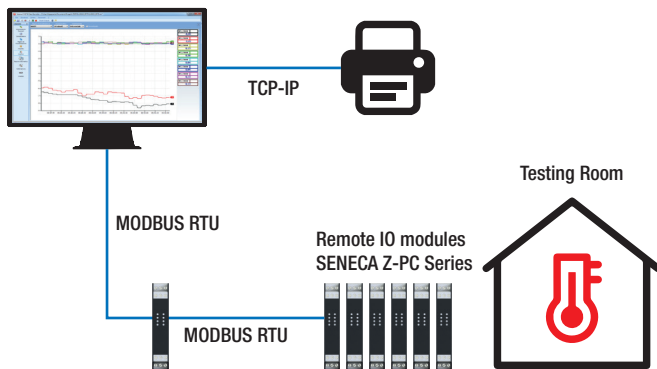 TCP-IP
Testing Room
MODBUS RTU
Remote IO modules
SENECA Z-PC Series
MODBUS RTU